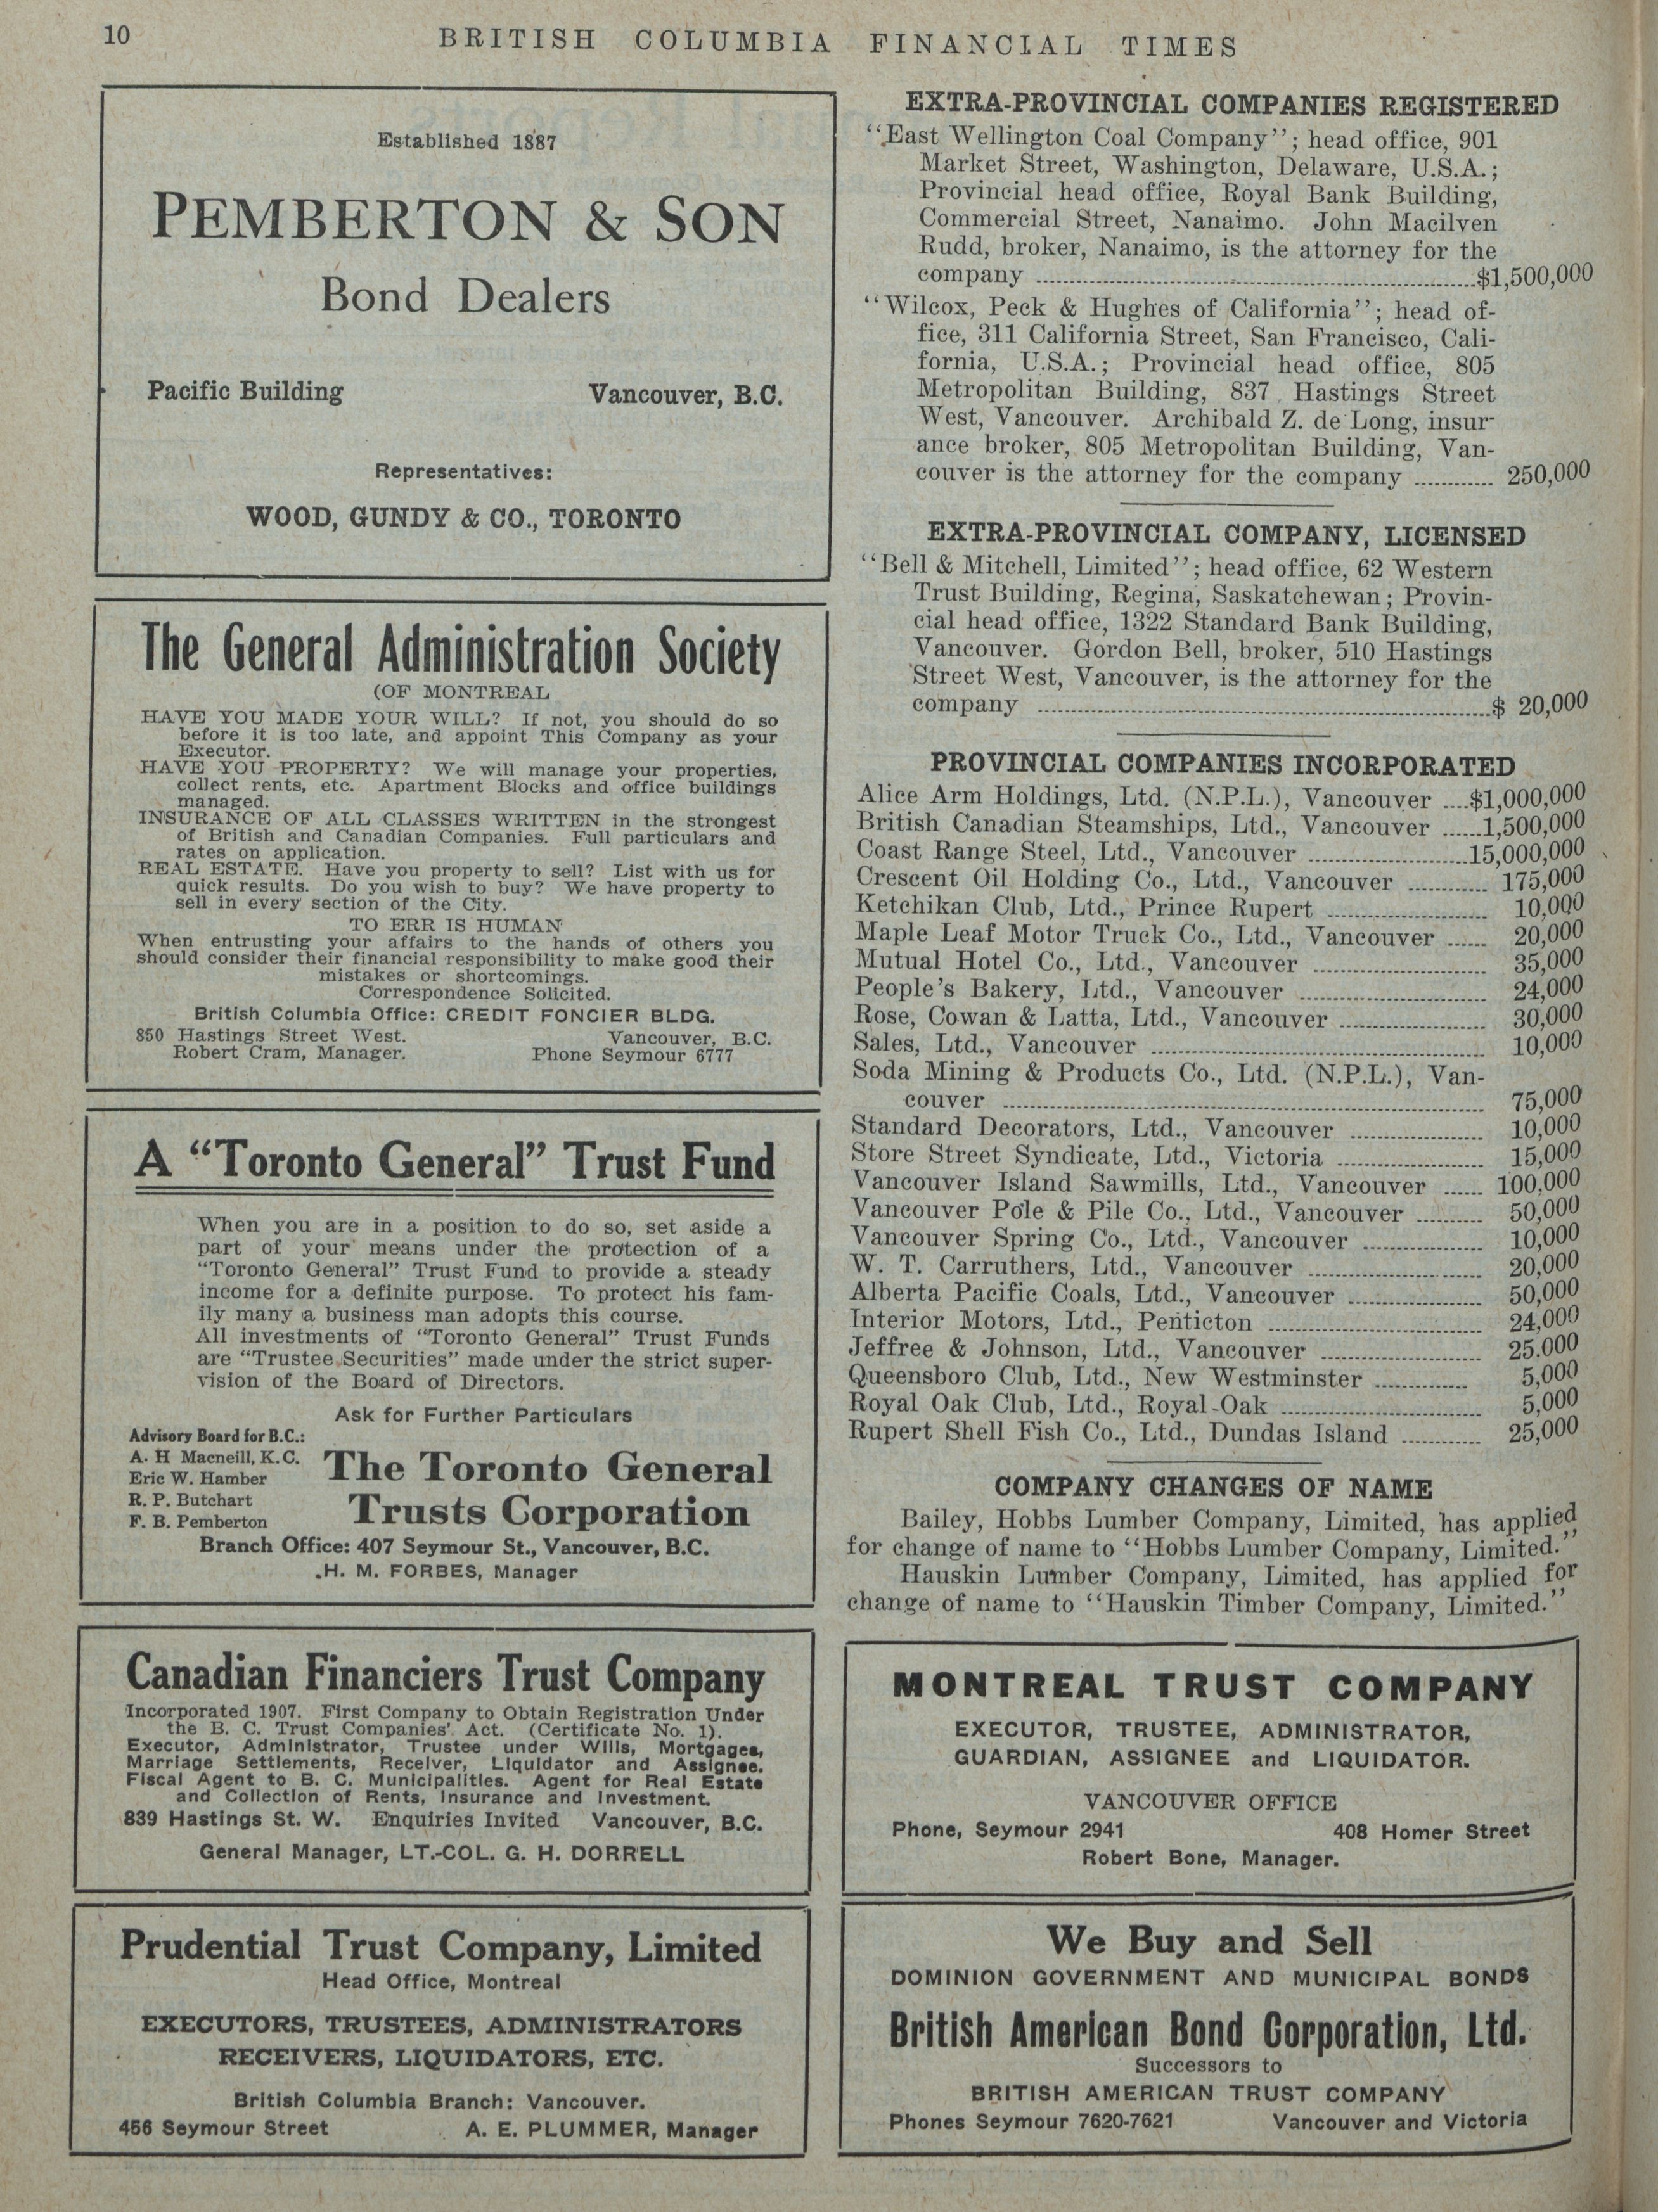 10
BRITISH COLUMBIA FINANCIAL TIMES
Established 1887
PEMBERTON & SON
Bond Dealers
Pacific Building Vancouver, B.C.
Representatives:
WOOD, GUNDY & CO., TORONTO
The General Administration Society
(OF MONTREAL
HAVE YOU MADE YOUR WILL? If not, you should do so
before it is too late, and appoint This Company as your
Executor.
HAVE YOU PROPERTY? We will manage your properties,
collect rents, etc. Apartment Blocks and office buildings
managed.
INSURANCE OF ALL CLASSES WRITTEN in the strongest
of British and Canadian Companies. Full particulars and
rates on application.
REAL ESTATE. Have you property to sell? List with us for
quick results. Do you wish to buy? We have property to
sell in every section of the City.
TO ERR IS HUMAN
When entrusting your affairs to the hands of others you
should consider their financial responsibility to make good their
mistakes or shortcomings.
Correspondence Solicited.
British Columbia Office: CREDIT FONCIER BLDG.
850 Hastings Street West. Vancouver, B.C.
Robert Cram, Manager. Phone Seymour 6777
A "Toronto General" Trust Fund
When you are in a position to do so, set aside a
part of your means under the protection of a
"Toronto General" Trust Fund to provide a steady
income for a definite purpose. To protect his fam-
ily many a business man adopts this course.
All investments of "Toronto General" Trust Funds
are "Trustee Securities" made under the strict super-
vision of the Board of Directors.
Ask for Further Particulars
Advisory Board for B.C.:
A. H Macneill, K.C.
Eric W. Hamber
R. P. Butchart
F. B. Pemberton
The Toronto General
Trusts Corporation
Branch Office: 407 Seymour St., Vancouver, B.C.
H. M. FORBES, Manager
Canadian Financiers Trust Company
Incorporated 1907. First Company to Obtain Registration Under
the B. C. Trust Companies' Act. (Certificate No. 1).
Executor, Administrator, Trustee under Wills, Mortgages,
Marriage Settlements, Receiver, Liquidator and Assignee.
Fiscal Agent to B. C. Municipalities. Agent for Real Estate
and Collection of Rents, Insurance and Investment.
839 Hastings St. W. Enquiries Invited Vancouver, B.C.
General Manager, LT.-COL. G. H. DORRELL
Prudential Trust Company, Limited
Head Office, Montreal
EXECUTORS, TRUSTEES, ADMINISTRATORS
RECEIVERS, LIQUIDATORS, ETC.
British Columbia Branch: Vancouver.
456 Seymour Street A. E. PLUMMER, Manager
EXTRA-PROVINCIAL COMPANIES REGISTERED
"East Wellington Coal Company"; head office, 901
Market Street, Washington, Delaware, U.S.A.;
Provincial head office, Royal Bank Building,
Commercial Street, Nanaimo. John Macilven
Rudd, broker, Nanaimo, is the attorney for the
company ........ $1,500,000
"Wilcox, Peck & Hughes of California"; head of-
fice, 311 California Street, San Francisco, Cali-
fornia, U.S.A.; Provincial head office, 805
Metropolitan Building, 837 Hastings Street
West, Vancouver. Archibald Z. de Long, insur-
ance broker, 805 Metropolitan Building, Van-
couver is the attorney for the company ........ 250,000
EXTRA-PROVINCIAL COMPANY, LICENSED
"Bell & Mitchell, Limited"; head office, 62 Western
Trust Building, Regina, Saskatchewan; Provin-
cial head office, 1322 Standard Bank Building,
Vancouver. Gordon Bell, broker, 510 Hastings
Street West, Vancouver, is the attorney for the
company ........ $ 20,000
PROVINCIAL COMPANIES INCORPORATED
Alice Arm Holdings, Ltd. (N.P.L.), Vancouver ....$1,000,000
British Canadian Steamships, Ltd., Vancouver ......1,500,000
Coast Range Steel, Ltd., Vancouver ........15,000,000
Crescent Oil Holding Co., Ltd., Vancouver ........ 175,000
Ketchikan Club, Ltd., Prince Rupert ........ 10,000
Maple Leaf Motor Truck Co., Ltd., Vancouver ...... 20,000
Mutual Hotel Co., Ltd., Vancouver ........ 35,000
People's Bakery, Ltd., Vancouver ........ 24,000
Rose, Cowan & Latta, Ltd., Vancouver ........ 30,000
Sales, Ltd., Vancouver ........ 10,000
Soda Mining & Products Co., Ltd. (N.P.L.), Van-
couver ........ 75,000
Standard Decorators, Ltd., Vancouver ........ 10,000
Store Street Syndicate, Ltd., Victoria ........ 15,000
Vancouver Island Sawmills, Ltd., Vancouver ...... 100,000
Vancouver Pole & Pile Co., Ltd., Vancouver ........ 50,000
Vancouver Spring Co., Ltd., Vancouver ........ 10,000
W. T. Carruthers, Ltd., Vancouver ........ 20,000
Alberta Pacific Coals, Ltd., Vancouver ........ 50,000
Interior Motors, Ltd., Penticton ........ 24,000
Jeffree & Johnson, Ltd., Vancouver ........ 25.000
Queensboro Club, Ltd., New Westminster ........ 5,000
Royal Oak Club, Ltd., Royal-Oak ........ 5,000
Rupert Shell Fish Co., Ltd., Dundas Island ........ 25,000
COMPANY CHANGES OF NAME
Bailey, Hobbs Lumber Company, Limited, has applied
for change of name to "Hobbs Lumber Company, Limited."
Hauskin Lumber Company, Limited, has applied for
change of name to "Hauskin Timber Company, Limited."
MONTREAL TRUST COMPANY
EXECUTOR, TRUSTEE, ADMINISTRATOR,
GUARDIAN, ASSIGNEE and LIQUIDATOR.
VANCOUVER OFFICE
Phone, Seymour 2941 408 Homer Street
Robert Bone, Manager.
We Buy and Sell
DOMINION GOVERNMENT AND MUNICIPAL BONDS
British American Bond Corporation, Ltd.
Successors to
BRITISH AMERICAN TRUST COMPANY
Phones Seymour 7620-7621 Vancouver and Victoria